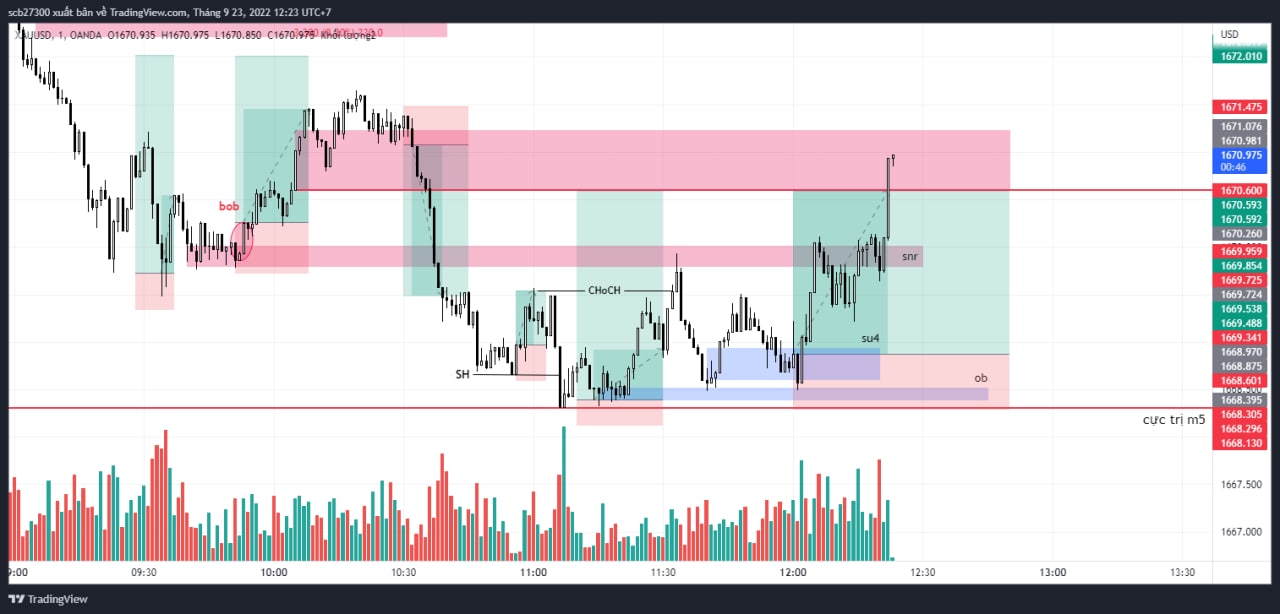 scb27300 xuất bản về TradingView.com, Tháng 9 23, 2022 12:23 UTC+7
XAUUSD, 1, OANDA O1670.935 H1670.975 L1670.850 C1670.975 Khối lượng2
USD
1672.010
1671.475
1671.076
1670.981
1670.975
00:46
1670.600
1670.593
1670.592
1670.260
1669.959
1669.854
1669.725
1669.724
1669.538
1669.488
1669.341
1668.970
1668.875
1668.601
1668.395
1668.305
1668.296
1668.130
1667.500
1667.000
bob
snr
CHoCH
su4
SH
ob
cực trị m5
9:00 09:30 10:00 10:30 11:00 11:30 12:00 12:30 13:00 13:30
TradingView